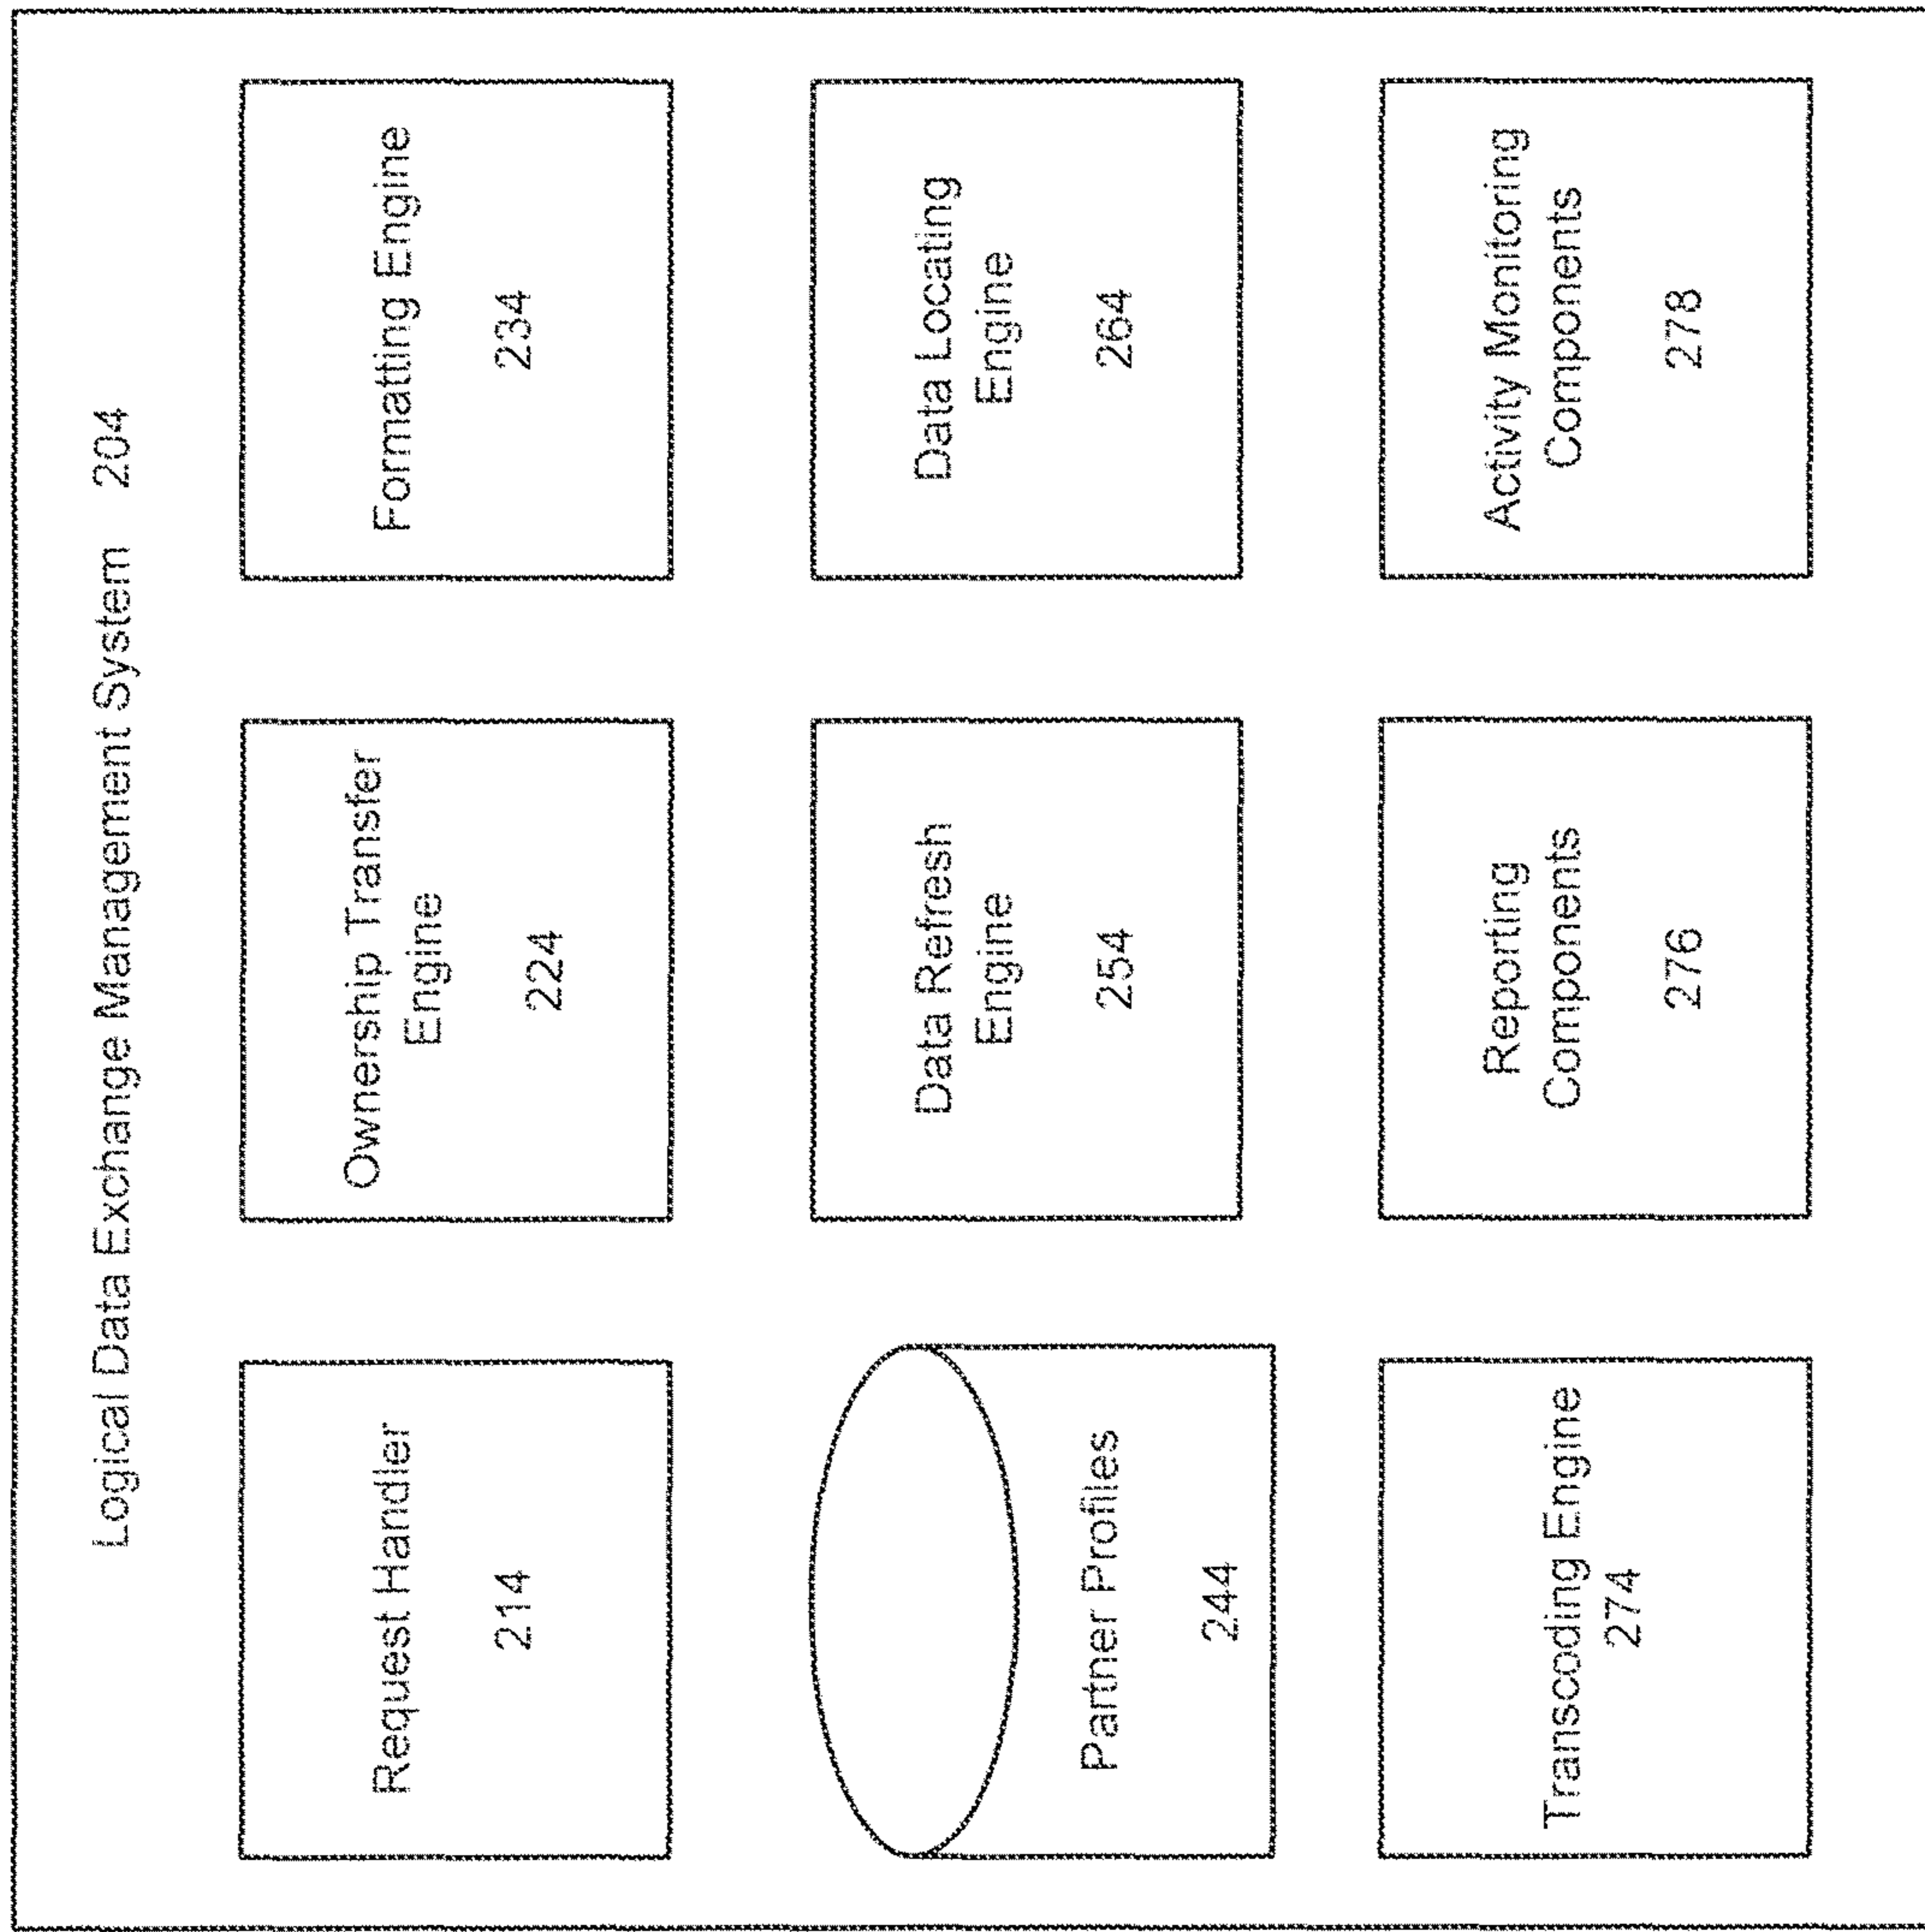 Logical Data Exchange Management System 204
Request Handler
214
Ownership Transfer
Engine
224
Formatting Engine
234
Partner Profiles
244
Data Refresh
Engine
254
Data Locating
Engine
264
Transcoding Engine
274
Reporting
Components
276
Activity Monitoring
Components
278